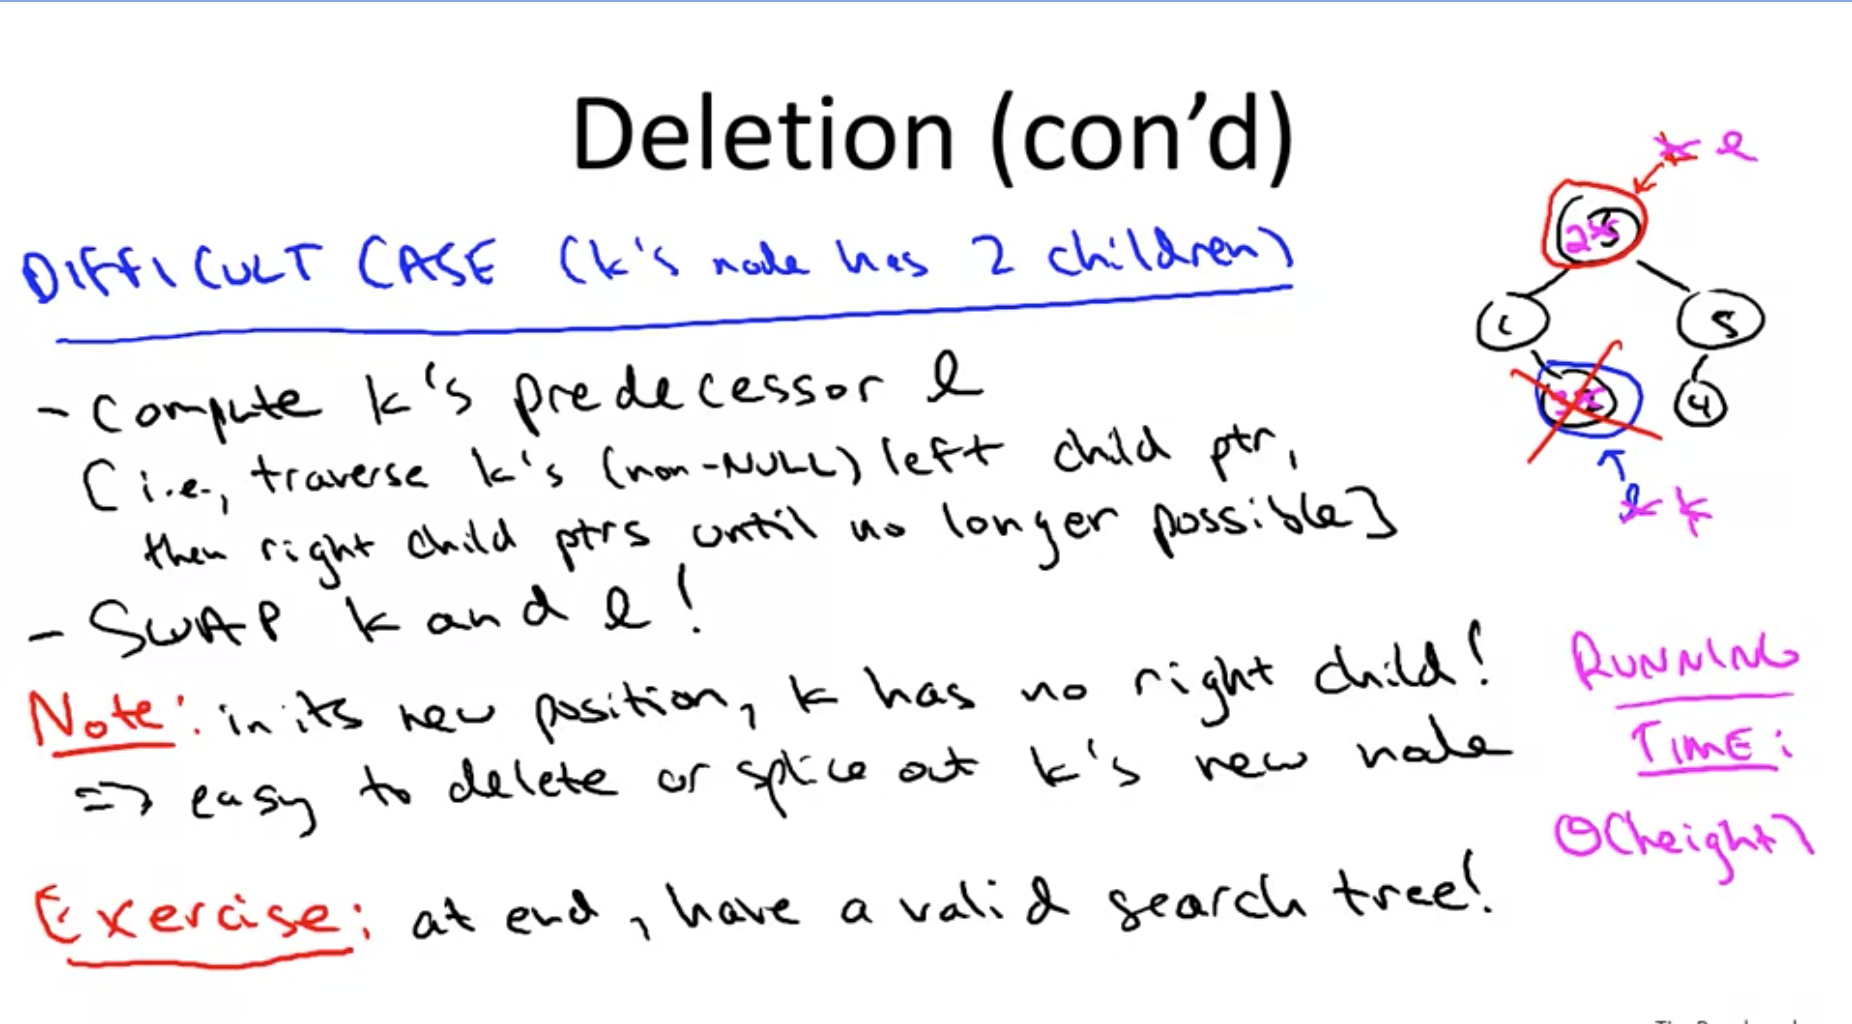 Deletion (con'd)
DIFFICULT CASE (k's node has 2 children)
- Compute k's predecessor l
[i.e., traverse k's (non-NULL) left child ptr,
then right child ptrs until no longer possible]
- SWAP k and l!
Note: in its new position, k has no right child!
=> easy to delete or splice out k's new node
Exercise: at end, have a valid search tree!
l
2
1
5
4
k
RUNNING
TIME:
Θ(height)